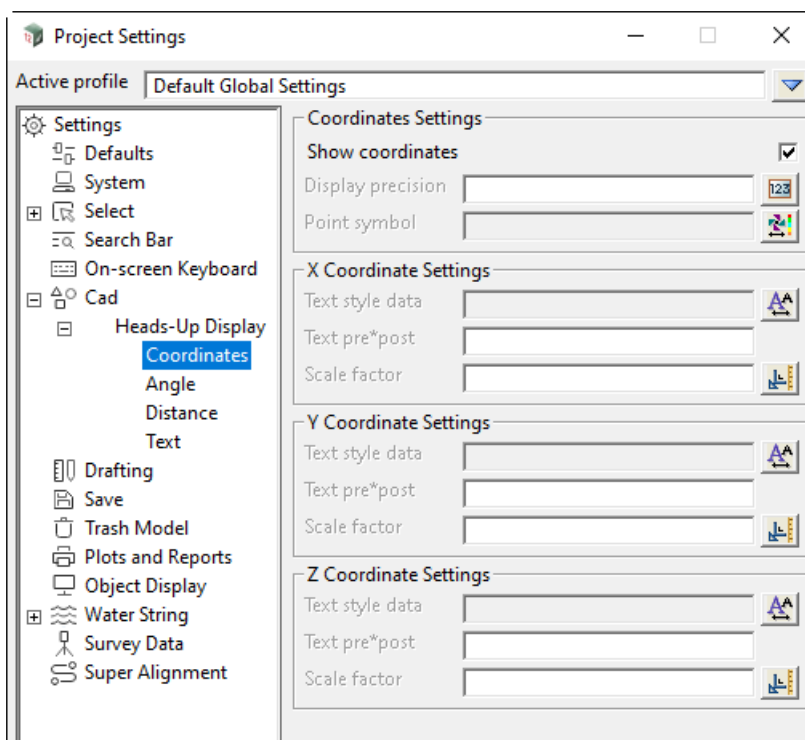 Project Settings
Active profile Default Global Settings
Settings
Defaults
System
Select
Search Bar
On-screen Keyboard
Cad
Heads-Up Display
Coordinates
Angle
Distance
Text
Drafting
Save
Trash Model
Plots and Reports
Object Display
Water String
Survey Data
Super Alignment
Coordinates Settings
Show coordinates
Display precision 123
Point symbol
X Coordinate Settings
Text style data
Text pre*post
Scale factor
Y Coordinate Settings
Text style data
Text pre*post
Scale factor
Z Coordinate Settings
Text style data
Text pre*post
Scale factor